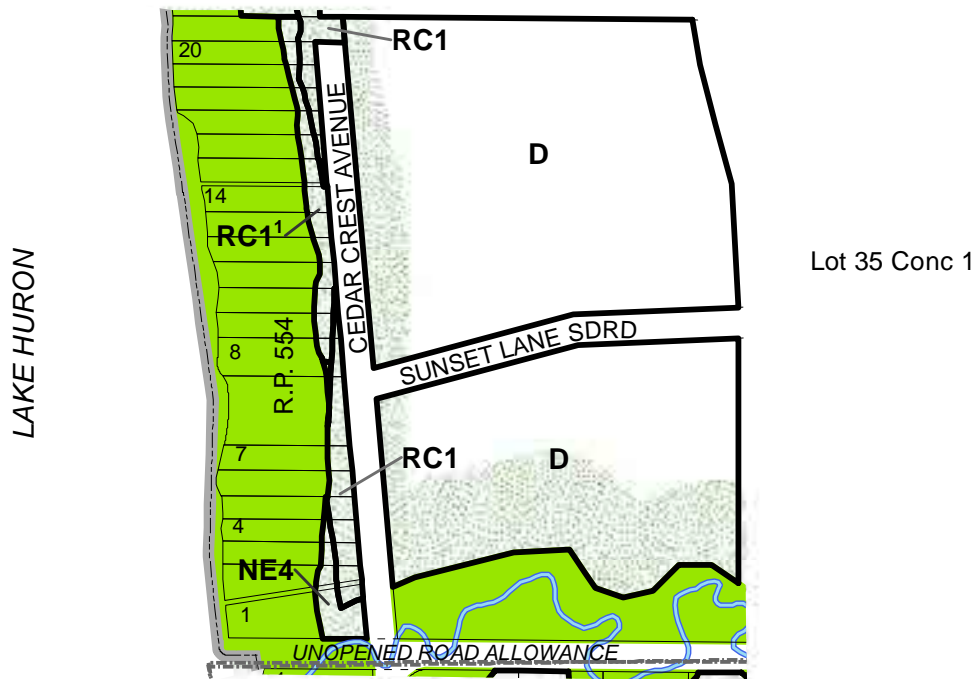 RC1
20
CEDAR CREST AVENUE
D
14
RC1¹
LAKE HURON
Lot 35 Conc 1
R.P. 554
8
SUNSET LANE SDRD
7
RC1
D
4
NE4
1
UNOPENED ROAD ALLOWANCE